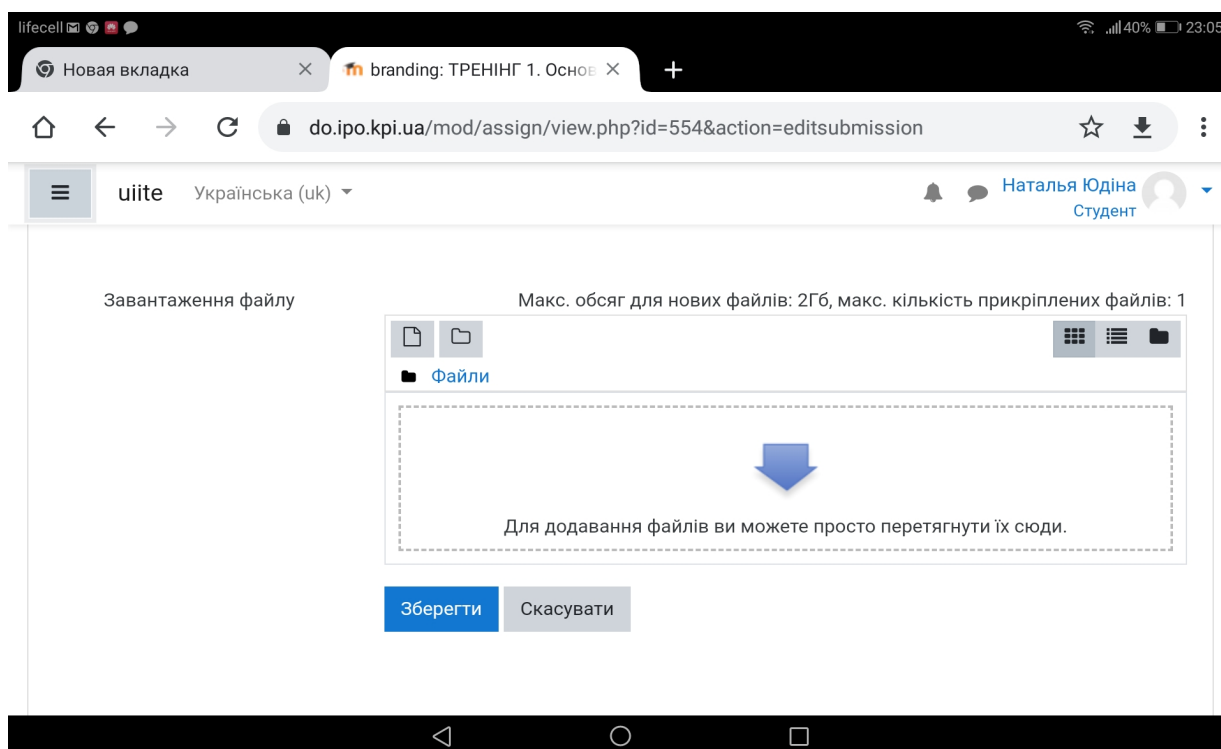 lifecell 40% 23:05
Новая вкладка branding: ТРЕНІНГ 1. Основ
do.ipo.kpi.ua/mod/assign/view.php?id=554&action=editsubmission
uiite Українська (uk) Наталья Юдіна
Студент
Завантаження файлу Макс. обсяг для нових файлів: 2Гб, макс. кількість прикріплених файлів: 1
Файли
Для додавання файлів ви можете просто перетягнути їх сюди.
Зберегти Скасувати